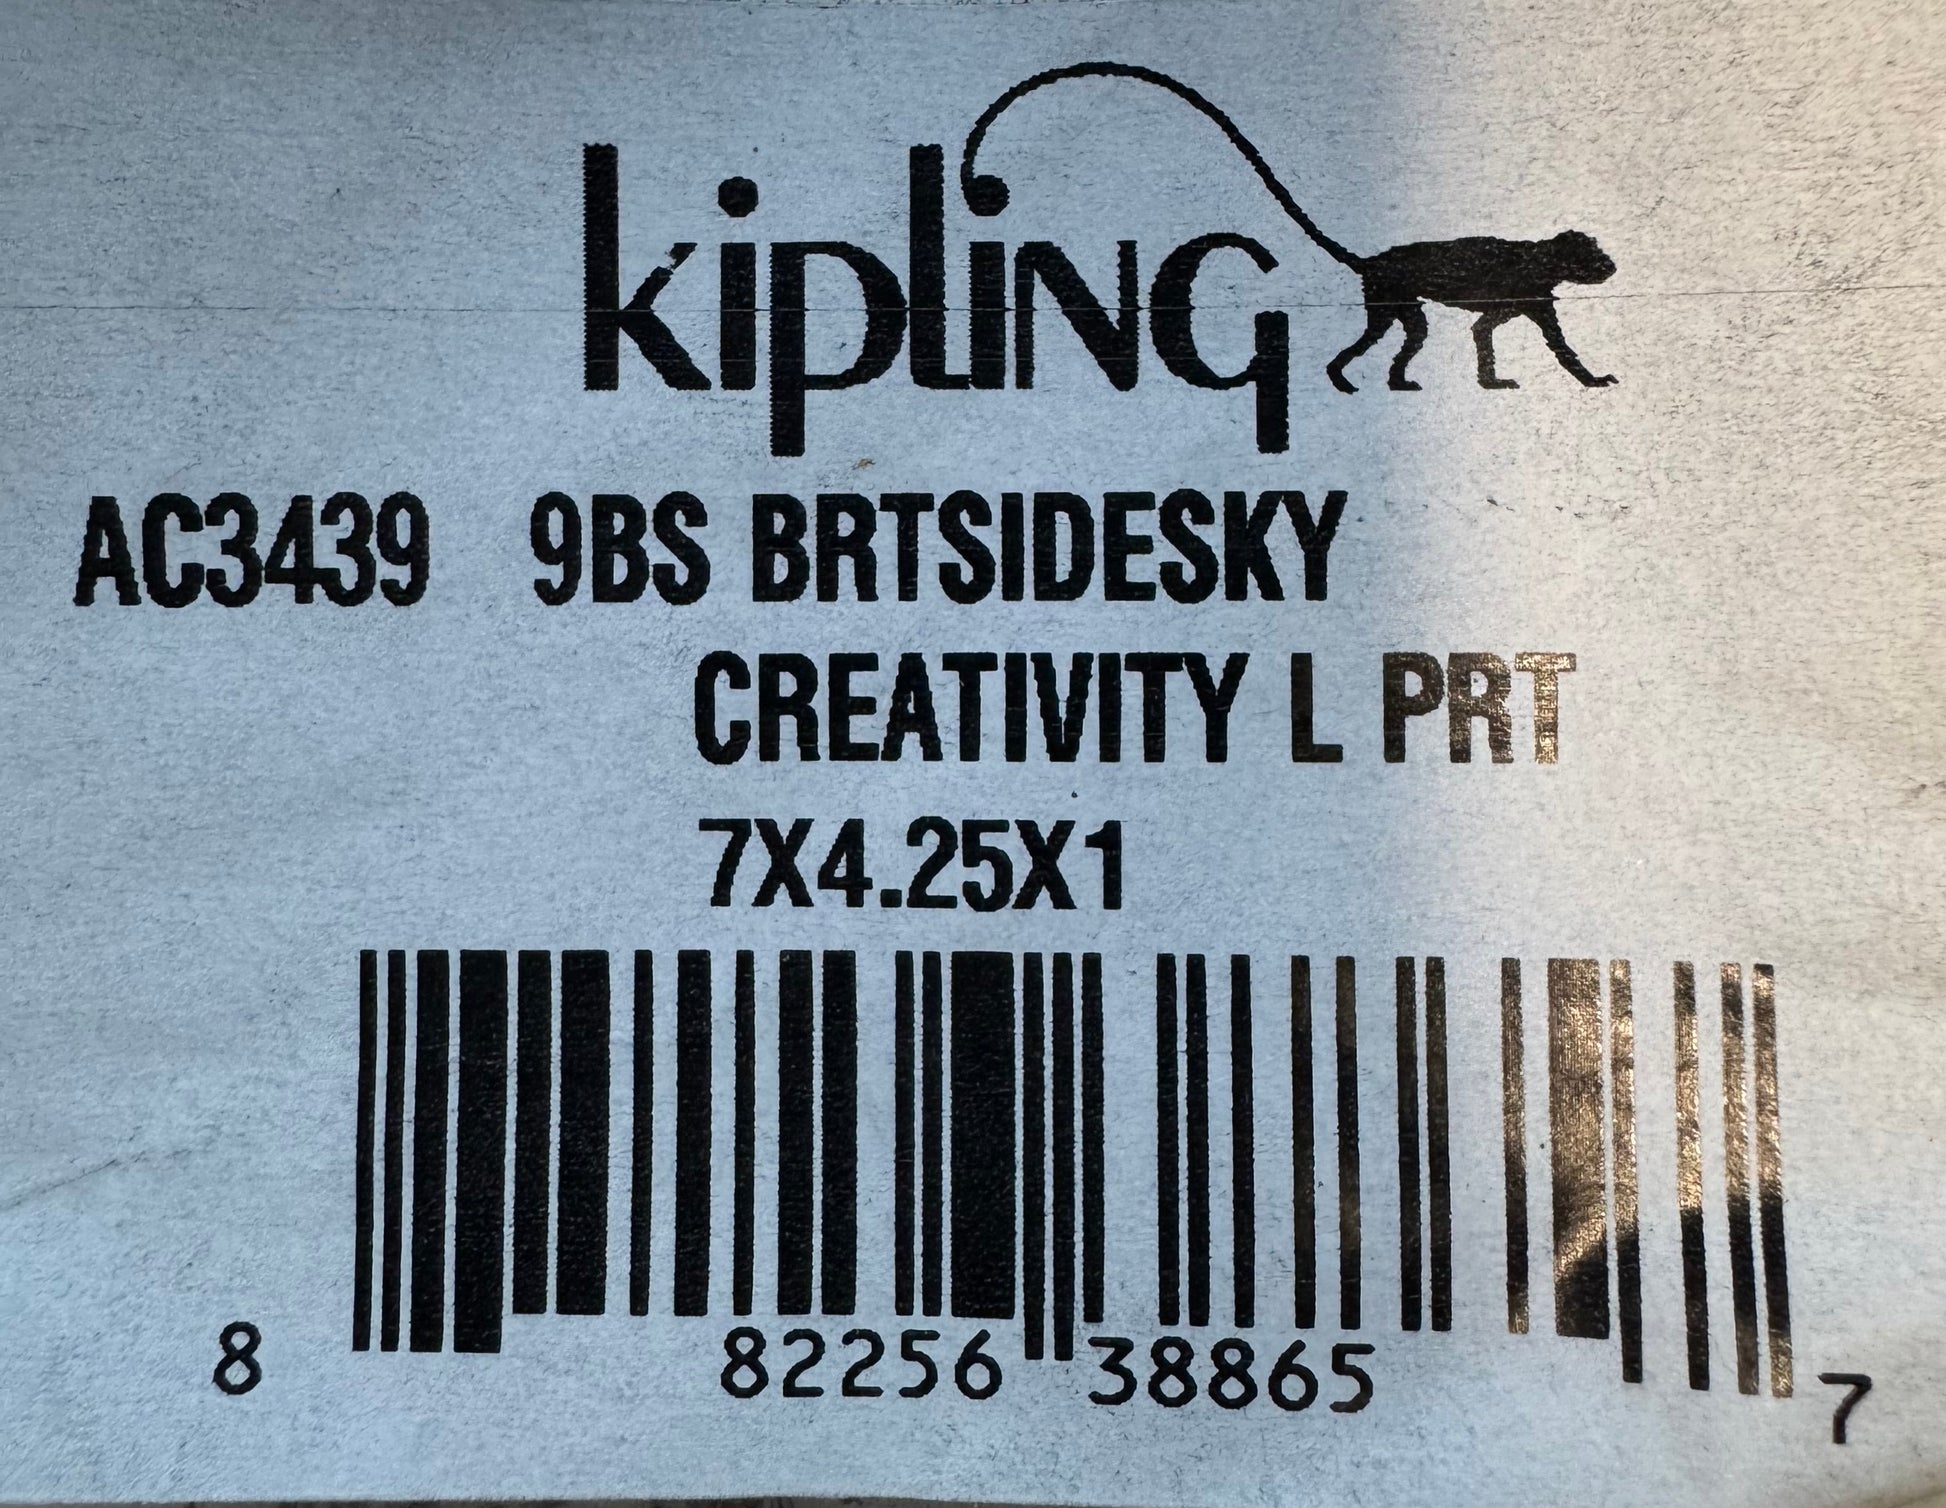 kipling
AC3439 9BS BRTSIDESKY
CREATIVITY L PRT
7X4.25X1
8 82256 38865 7